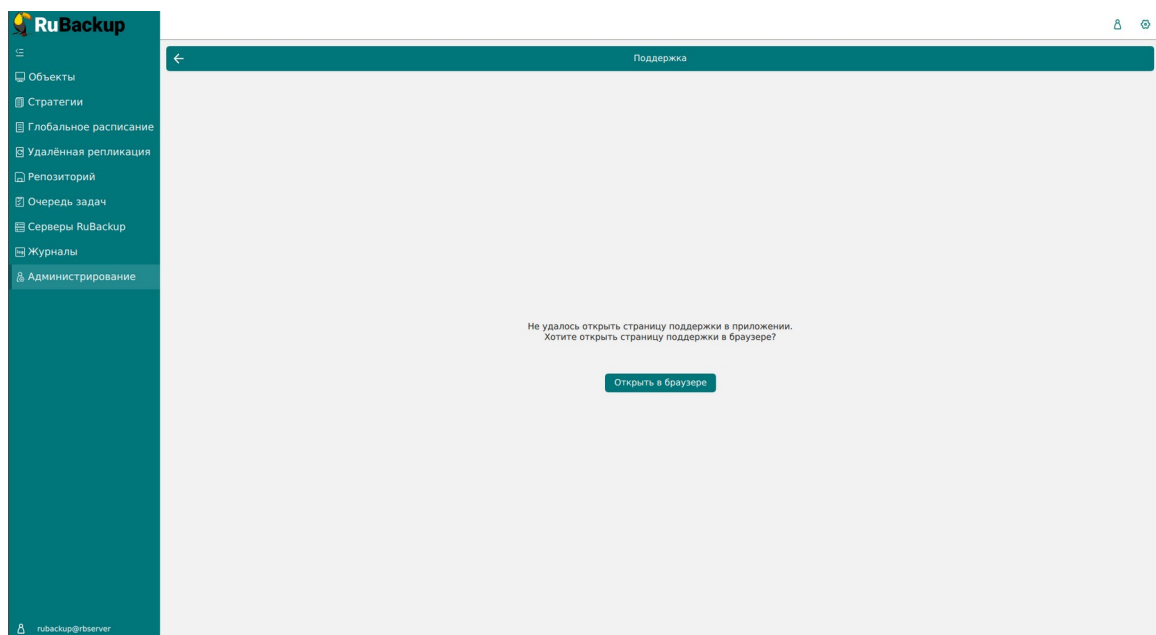 RuBackup
Поддержка
Объекты
Стратегии
Глобальное расписание
Удалённая репликация
Репозиторий
Очередь задач
Серверы RuBackup
Журналы
Администрирование
Не удалось открыть страницу поддержки в приложении.
Хотите открыть страницу поддержки в браузере?
Открыть в браузере
rubackup@rbserver